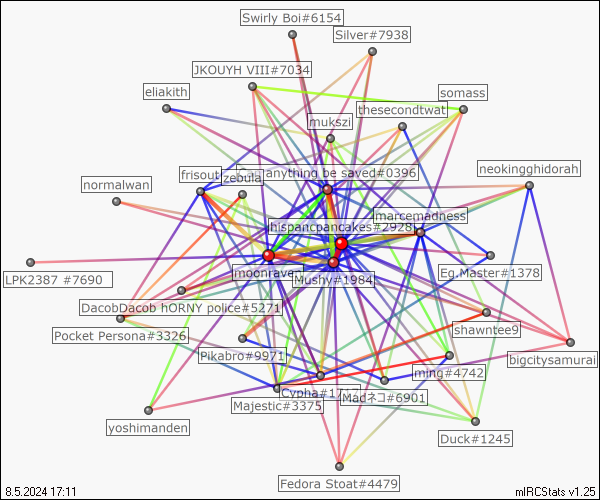 Swirly Boi#6154
Silver#7938
JKOUYH VIII#7034
eliakith
somass
thesecondtwat
mukszi
neokingghidorah
frisout
anything be saved#0396
zebula
normalwan
marcemadness
hispancpancakes#2928
moonraven
Mushy#1984
Eg.Master#1378
LPK2387 #7690
DacobDacob hORNY police#5271
shawntee9
Pocket Persona#3326
Pikabro#9971
bigcitysamurai
ming#4742
Cypha#1
Madネコ#6901
Majestic#3375
yoshimanden
Duck#1245
Fedora Stoat#4479
8.5.2024 17:11
mIRCStats v1.25